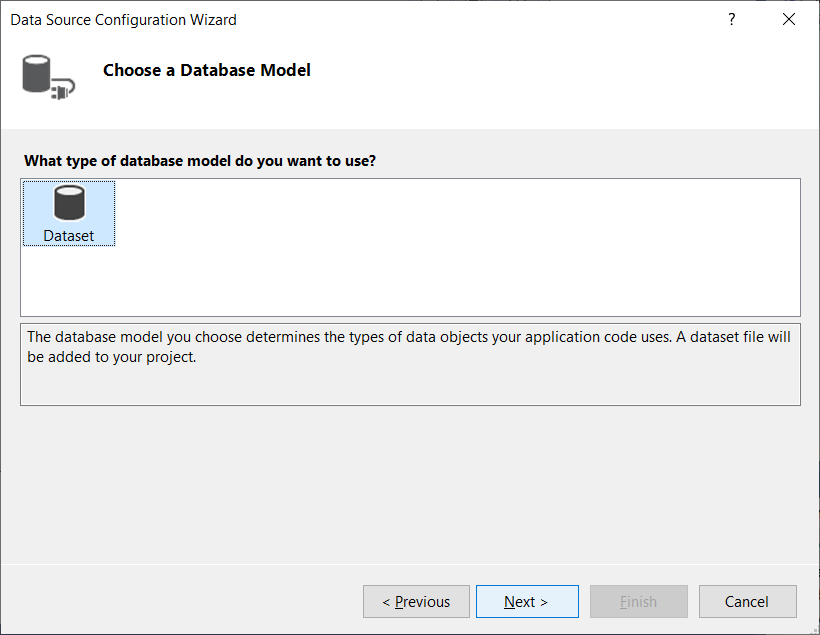 Data Source Configuration Wizard
?
Choose a Database Model
What type of database model do you want to use?
Dataset
The database model you choose determines the types of data objects your application code uses. A dataset file will
be added to your project.
< Previous
Next >
Finish
Cancel